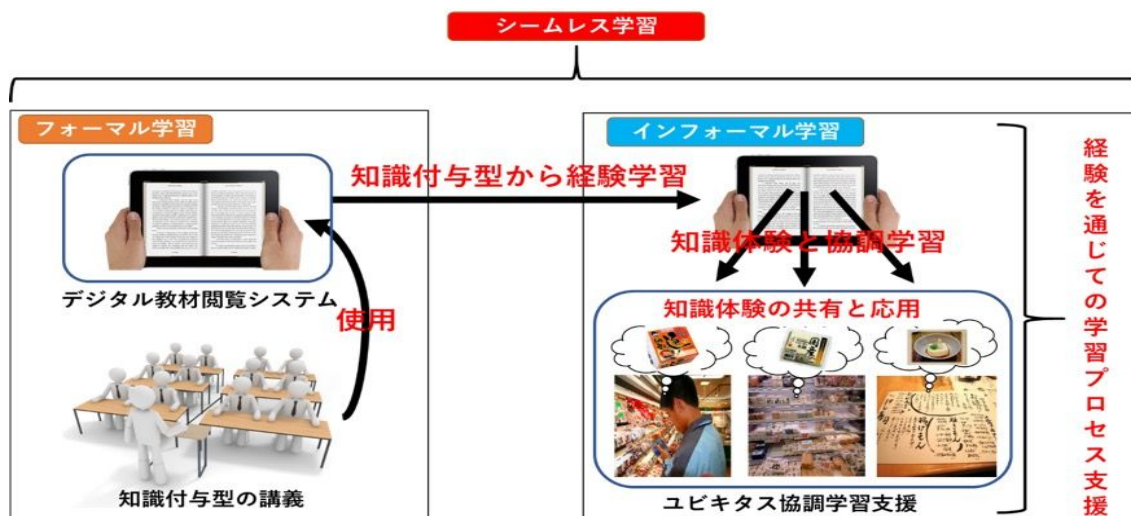 シームレス学習
フォーマル学習
デジタル教材閲覧システム
使用
知識付与型の講義
知識付与型から経験学習
インフォーマル学習
知識体験と協調学習
知識体験の共有と応用
国産
ユビキタス協調学習支援
経験を通じての学習プロセス支援